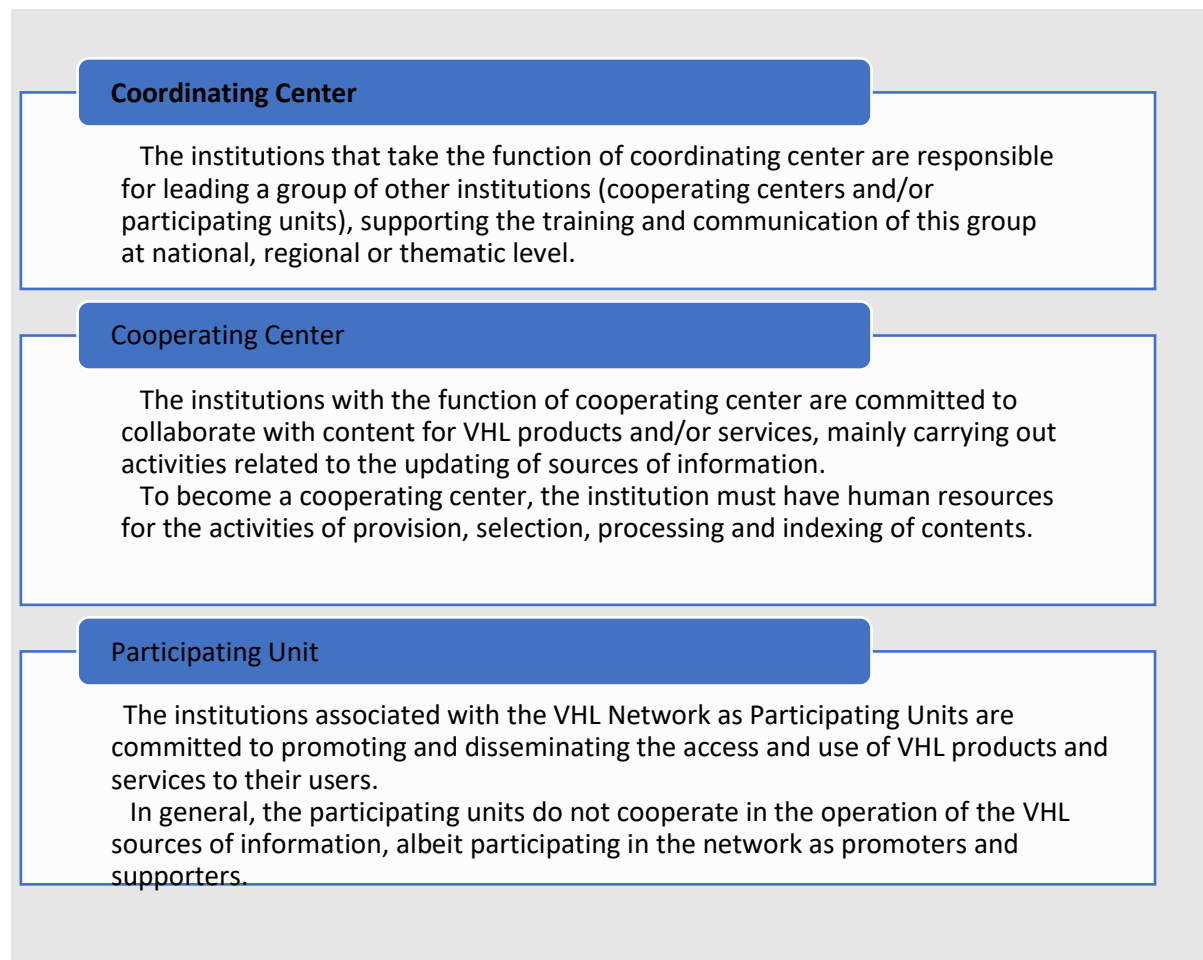 Coordinating Center
The institutions that take the function of coordinating center are responsible
for leading a group of other institutions (cooperating centers and/or
participating units), supporting the training and communication of this group
at national, regional or thematic level.
Cooperating Center
The institutions with the function of cooperating center are committed to
collaborate with content for VHL products and/or services, mainly carrying out
activities related to the updating of sources of information.
To become a cooperating center, the institution must have human resources
for the activities of provision, selection, processing and indexing of contents.
Participating Unit
The institutions associated with the VHL Network as Participating Units are
committed to promoting and disseminating the access and use of VHL products and
services to their users.
In general, the participating units do not cooperate in the operation of the VHL
sources of information, albeit participating in the network as promoters and
supporters.